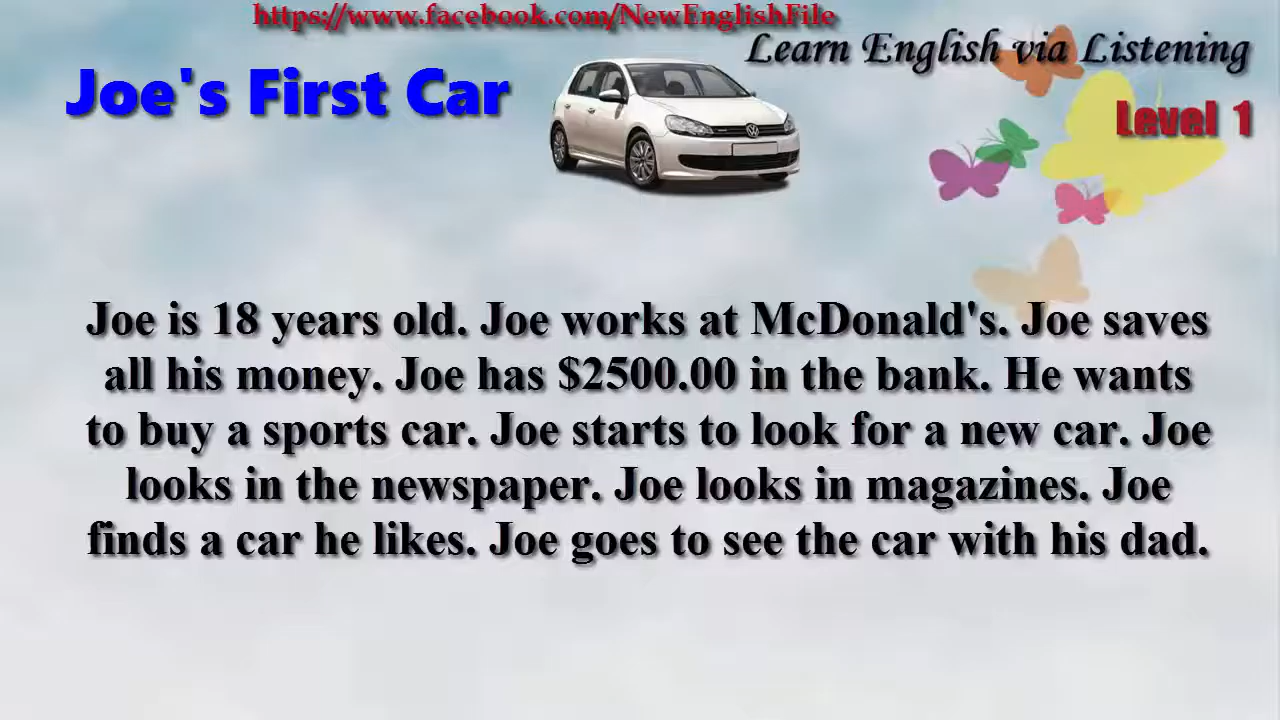 https://www.facebook.com/NewEnglishFile
Learn English via Listening
Joe's First Car
Level 1
Joe is 18 years old. Joe works at McDonald's. Joe saves
all his money. Joe has $2500.00 in the bank. He wants
to buy a sports car. Joe starts to look for a new car. Joe
looks in the newspaper. Joe looks in magazines. Joe
finds a car he likes. Joe goes to see the car with his dad.